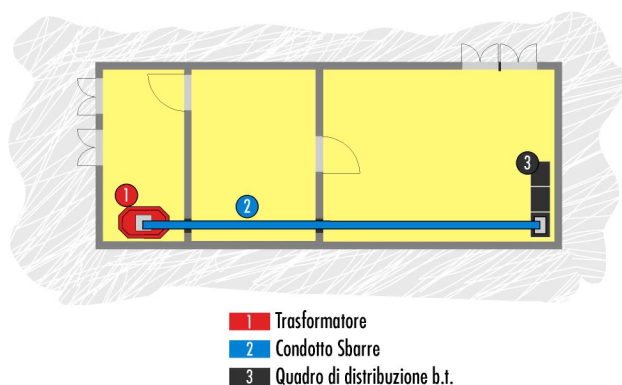 1
2
3
1 Trasformatore
2 Condotto Sbarre
3 Quadro di distribuzione b.t.